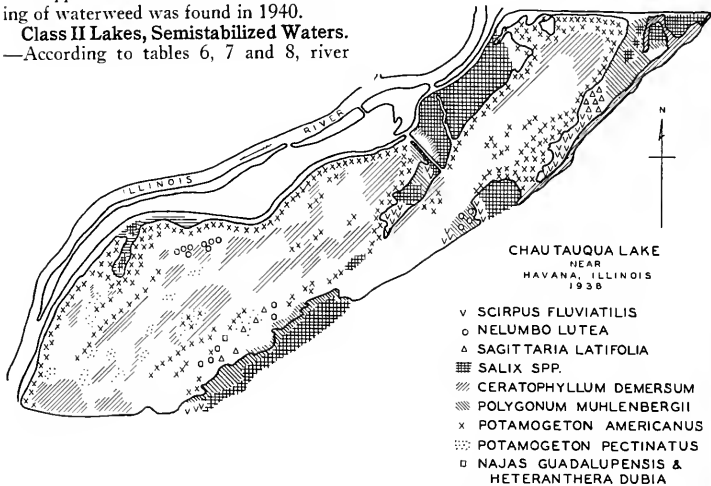 ing of waterweed was found in 1940.
Class II Lakes, Semistabilized Waters.
—According to tables 6, 7 and 8, river
ILLINOIS RIVER
N
CHAUTAUQUA LAKE
NEAR
HAVANA, ILLINOIS
1938
SCIRPUS FLUVIATILIS
NELUMBO LUTEA
SAGITTARIA LATIFOLIA
SALIX SPP.
CERATOPHYLLUM DEMERSUM
POLYGONUM MUHLENBERGII
POTAMOGETON AMERICANUS
POTAMOGETON PECTINATUS
NAJAS GUADALUPENSIS &
HETERANTHERA DUBIA